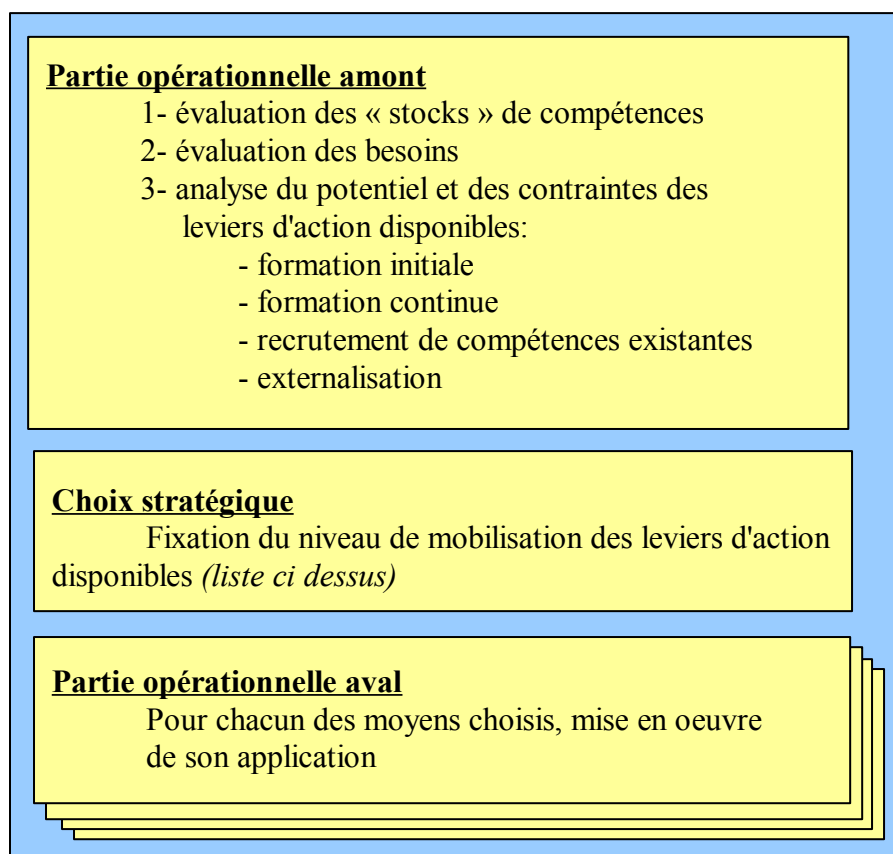 Partie opérationnelle amont
1- évaluation des « stocks » de compétences
2- évaluation des besoins
3- analyse du potentiel et des contraintes des
leviers d'action disponibles:
- formation initiale
- formation continue
- recrutement de compétences existantes
- externalisation
Choix stratégique
Fixation du niveau de mobilisation des leviers d'action
disponibles (liste ci dessus)
Partie opérationnelle aval
Pour chacun des moyens choisis, mise en oeuvre
de son application